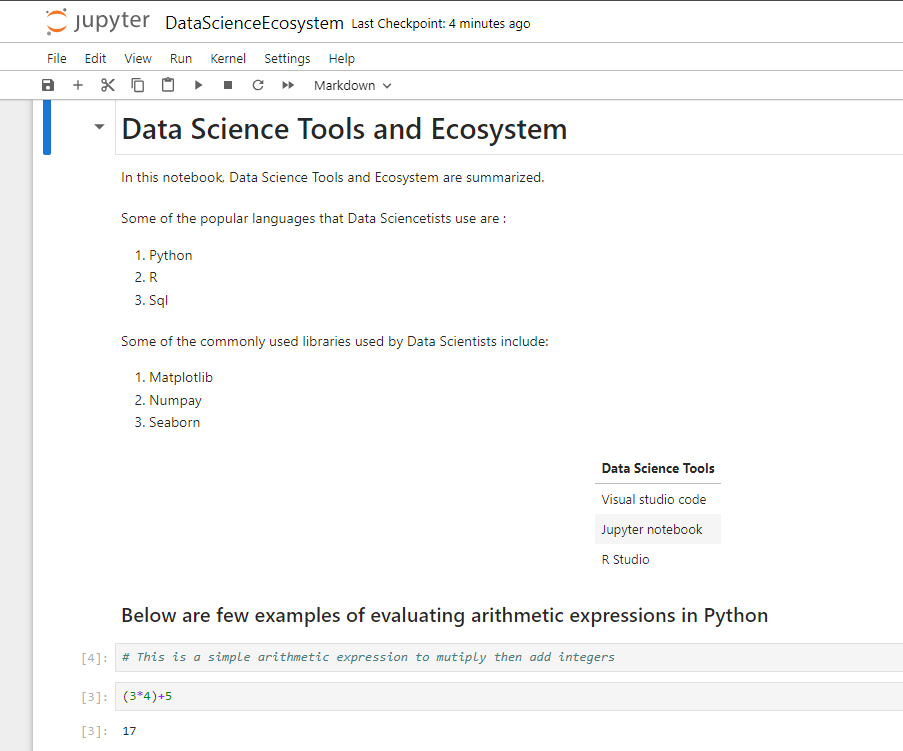 jupyter DataScienceEcosystem Last Checkpoint: 4 minutes ago
File Edit View Run Kernel Settings Help
Markdown
Data Science Tools and Ecosystem
In this notebook, Data Science Tools and Ecosystem are summarized.
Some of the popular languages that Data Sciencetists use are :
1. Python
2. R
3. Sql
Some of the commonly used libraries used by Data Scientists include:
1. Matplotlib
2. Numpay
3. Seaborn
Data Science Tools
Visual studio code
Jupyter notebook
R Studio
Below are few examples of evaluating arithmetic expressions in Python
[4]: # This is a simple arithmetic expression to mutiply then add integers
[3]: (3*4)+5
[3]: 17